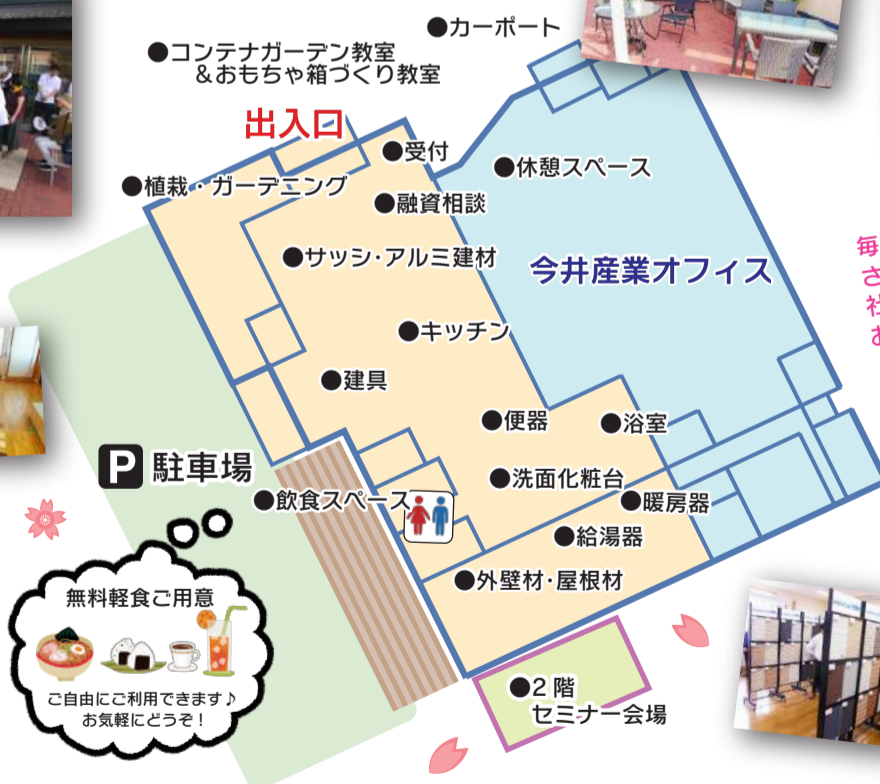 ●カーポート
●コンテナガーデン教室
＆おもちゃ箱づくり教室
出入口
●受付
●休憩スペース
●植栽・ガーデニング
●融資相談
●サッシ・アルミ建材
今井産業オフィス
毎
さ
社
お
●キッチン
●建具
●便器
●浴室
P 駐車場
●洗面化粧台
●飲食スペース
●暖房器
●給湯器
●外壁材・屋根材
無料軽食ご用意
ご自由にご利用できます♪
お気軽にどうぞ！
●2階
セミナー会場